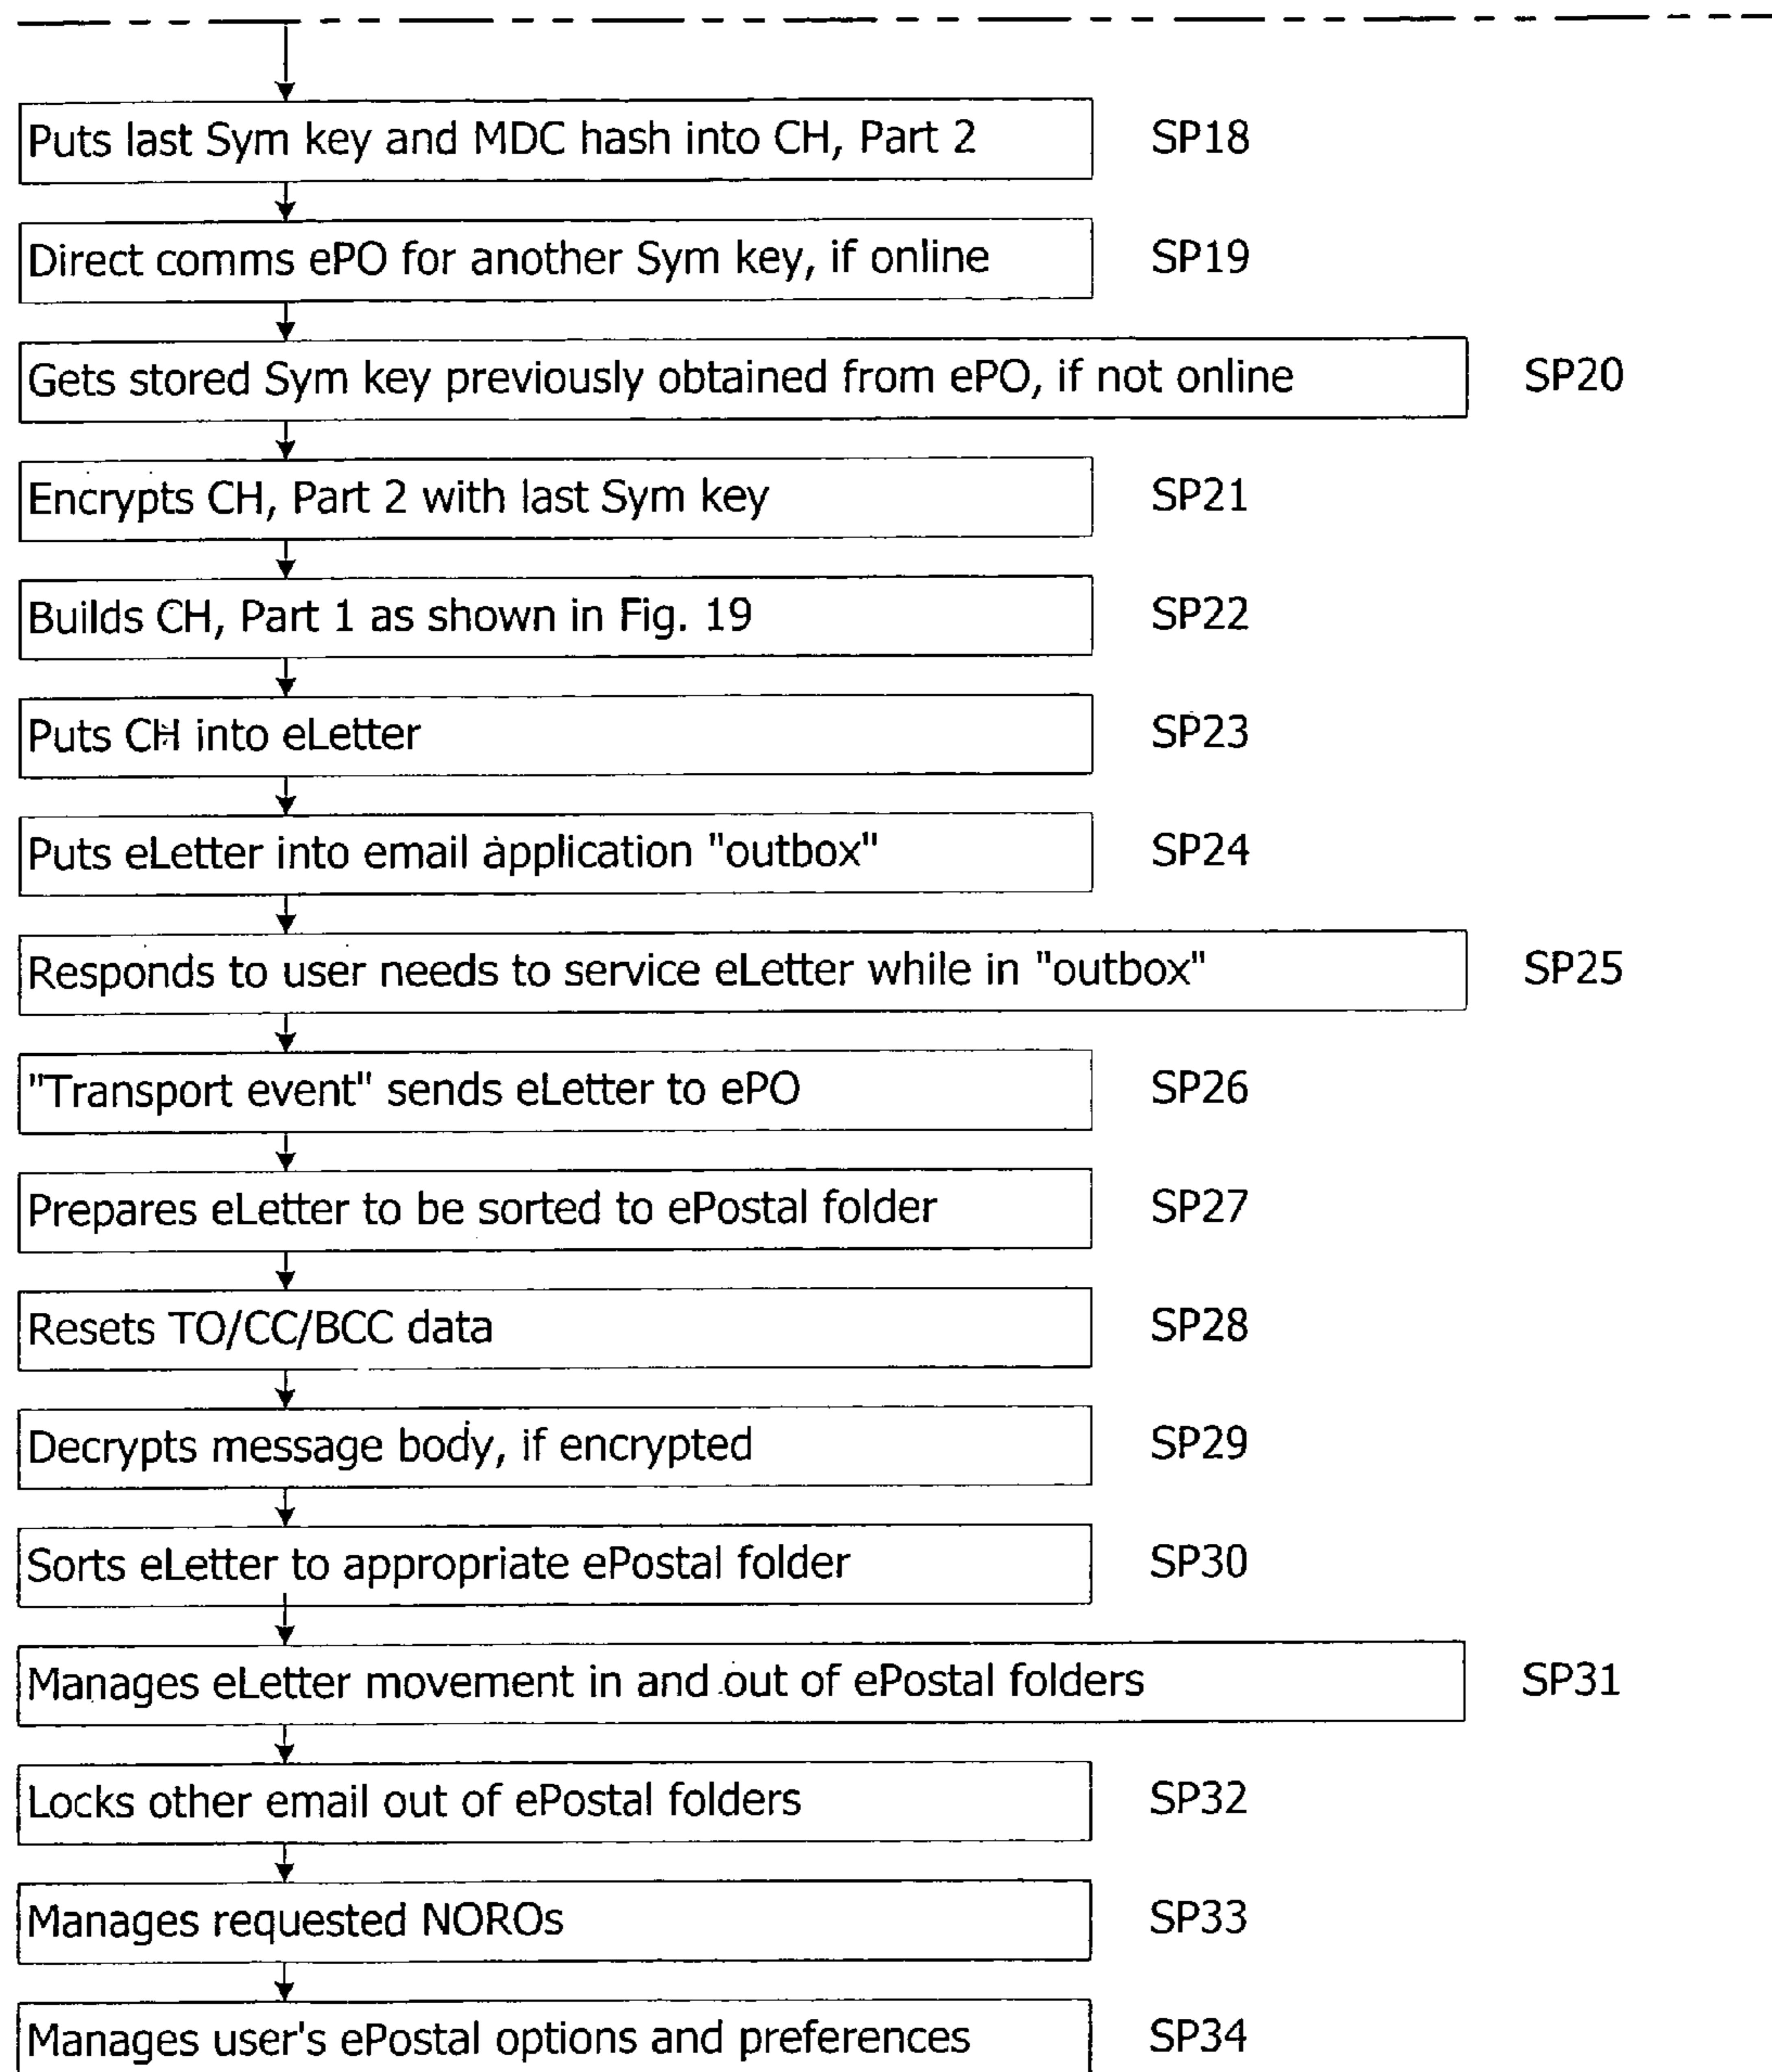 Puts last Sym key and MDC hash into CH, Part 2 SP18
Direct comms ePO for another Sym key, if online SP19
Gets stored Sym key previously obtained from ePO, if not online SP20
Encrypts CH, Part 2 with last Sym key SP21
Builds CH, Part 1 as shown in Fig. 19 SP22
Puts CH into eLetter SP23
Puts eLetter into email application "outbox" SP24
Responds to user needs to service eLetter while in "outbox" SP25
"Transport event" sends eLetter to ePO SP26
Prepares eLetter to be sorted to ePostal folder SP27
Resets TO/CC/BCC data SP28
Decrypts message body, if encrypted SP29
Sorts eLetter to appropriate ePostal folder SP30
Manages eLetter movement in and out of ePostal folders SP31
Locks other email out of ePostal folders SP32
Manages requested NOROs SP33
Manages user's ePostal options and preferences SP34